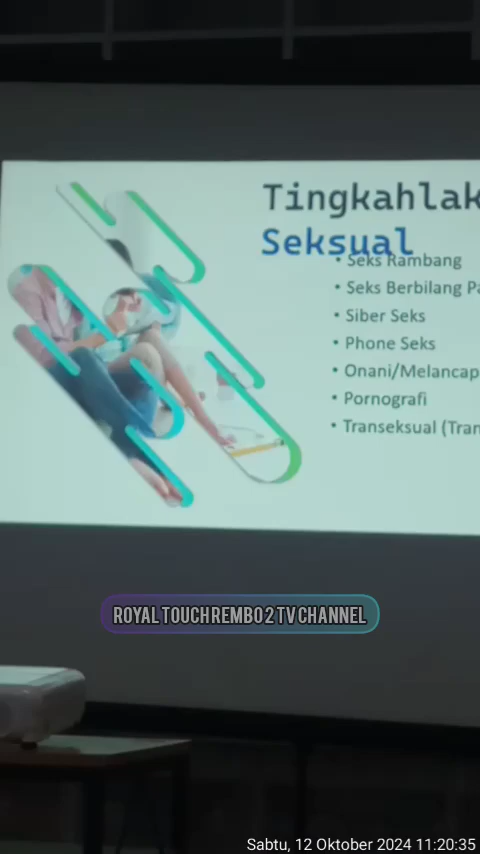 Tingkahlak
Seksual
• Seks Rambang
• Seks Berbilang Pa
• Siber Seks
• Phone Seks
• Onani/Melancap
• Pornografi
• Transeksual (Tran
ROYAL TOUCH REMBO 2 TV CHANNEL
Sabtu, 12 Oktober 2024 11:20:35